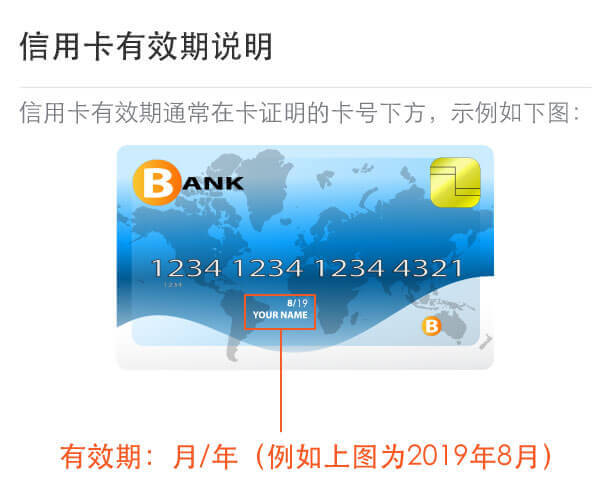 信用卡有效期说明
信用卡有效期通常在卡证明的卡号下方，示例如下图：
BANK
1234 1234 1234 4321
1234
8/19
YOUR NAME
B
有效期：月/年（例如上图为2019年8月）